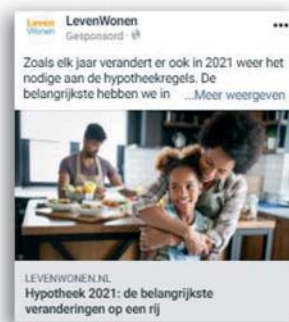 Leven
Wonen
LevenWonen
Gesponsord
Zoals elk jaar verandert er ook in 2021 weer het
nodige aan de hypotheekregels. De
belangrijkste hebben we in ...Meer weergeven
LEVENWONEN.NL
Hypotheek 2021: de belangrijkste
veranderingen op een rij